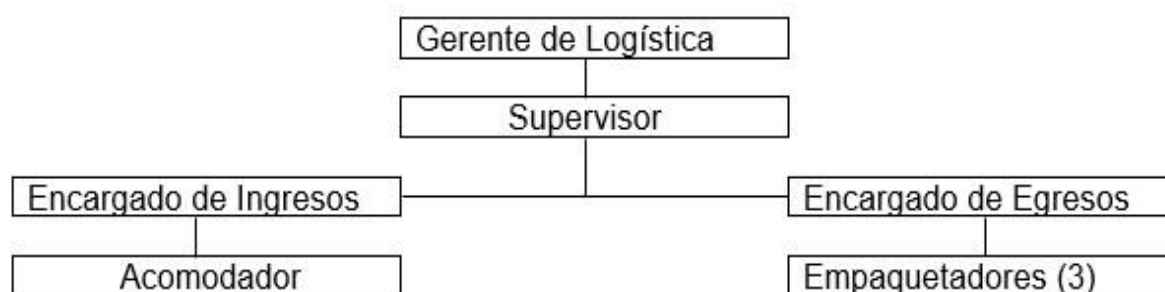 Gerente de Logística
Supervisor
Encargado de Ingresos
Encargado de Egresos
Acomodador
Empaquetadores (3)